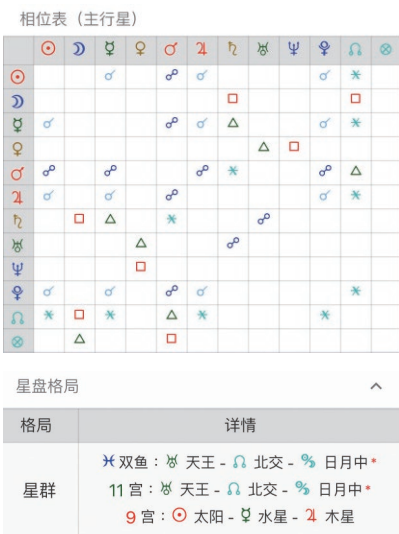 相位表（主行星）
☉ ☽ ☿ ♀ ♂ ♃ ♄ ♅ ♆ ♇ ☊ ⊗
☉ ☌ ☍ ☌ ☌ ⚹
☽ □ □
☿ ☌ ☍ ☌ △ ☌ ⚹
♀ △ □
♂ ☍ ☍ ☍ ⚹ ☍ △
♃ ☌ ☌ ☍ ☌ ⚹
♄ □ △ ⚹ ☍
♅ △ ☍
♆ □
♇ ☌ ☌ ☍ ☌ ⚹
☊ ⚹ □ ⚹ △ ⚹ ⚹
⊗ △ □
星盘格局
格局 详情
星群
♓双鱼：♅ 天王 - ☊ 北交 - 日月中*
11宫：♅ 天王 - ☊ 北交 - 日月中*
9宫：☉ 太阳 - ☿ 水星 - ♃ 木星